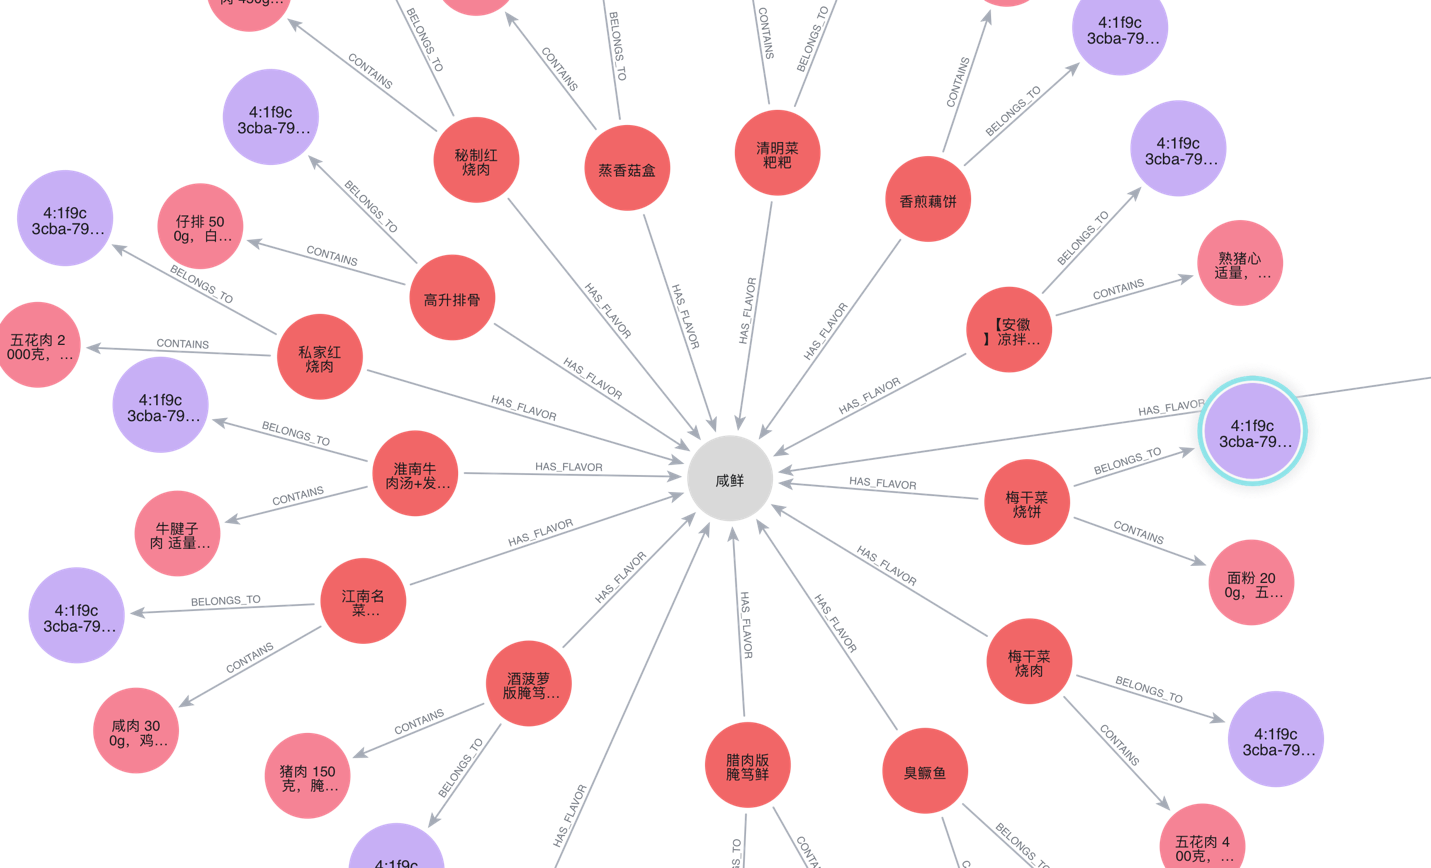 肉 450g...
BELONGS_TO
CONTAINS
CONTAINS
BELONGS_TO
CONTAINS
BELONGS_TO
CONTAINS
BELONGS_TO
4:1f9c
3cba-79...
4:1f9c
3cba-79...
4:1f9c
3cba-79...
秘制红
烧肉
蒸香菇盒
清明菜
粑粑
香煎藕饼
BELONGS_TO
4:1f9c
3cba-79...
仔排 50
0g，白...
CONTAINS
BELONGS_TO
BELONGS_TO
熟猪心
适量，...
CONTAINS
高升排骨
HAS_FLAVOR
HAS_FLAVOR
HAS_FLAVOR
HAS_FLAVOR
【安徽
】凉拌...
五花肉 2
000克，...
CONTAINS
私家红
烧肉
HAS_FLAVOR
HAS_FLAVOR
HAS_FLAVOR
HAS_FLAVOR
4:1f9c
3cba-79...
BELONGS_TO
4:1f9c
3cba-79...
淮南牛
肉汤+发...
HAS_FLAVOR
咸鲜
HAS_FLAVOR
BELONGS_TO
梅干菜
烧饼
CONTAINS
牛腱子
肉 适量...
CONTAINS
HAS_FLAVOR
HAS_FLAVOR
HAS_FLAVOR
HAS_FLAVOR
HAS_FLAVOR
面粉 20
0g，五...
4:1f9c
3cba-79...
BELONGS_TO
江南名
菜...
CONTAINS
梅干菜
烧肉
BELONGS_TO
酒菠萝
版腌笃...
咸肉 30
0g，鸡...
CONTAINS
BELONGS_TO
CONTAINS
4:1f9c
3cba-79...
猪肉 150
克，腌...
腊肉版
腌笃鲜
臭鳜鱼
HAS_FLAVOR
BELONGS_TO
五花肉 4
00克，...
4:1f9c